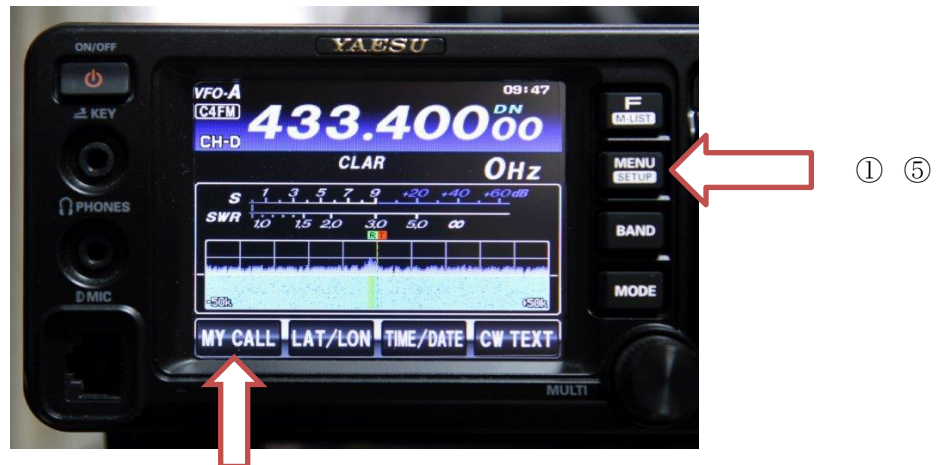 YAESU
ON/OFF
KEY
PHONES
D MIC
VFO-A
09:47
C4FM
433.40000
DN
CH-D
CLAR
0Hz
S 1 . 3 . 5 . 7 . 9 +20 +40 +60dB
SWR 1.0 1.5 2.0 3.0 5.0 ∞
R T
-50k
+50k
MY CALL LAT/LON TIME/DATE CW TEXT
MULTI
F
M-LIST
MENU
SETUP
BAND
MODE
① ⑤